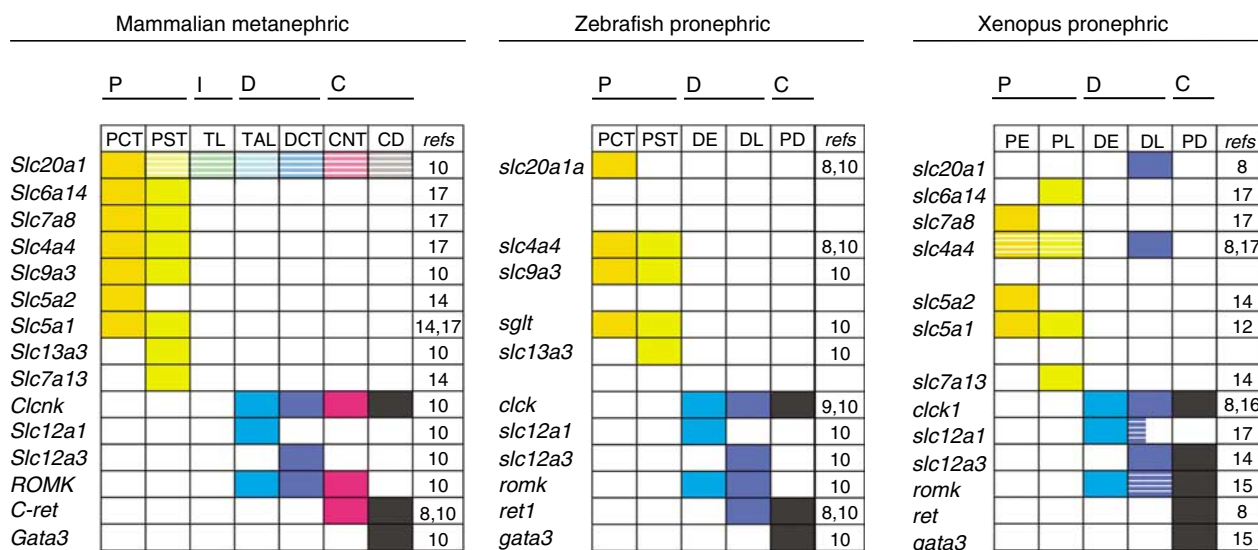 Mammalian metanephric
Zebrafish pronephric
Xenopus pronephric
P I D C
P D C
P D C
PCT PST TL TAL DCT CNT CD refs
PCT PST DE DL PD refs
PE PL DE DL PD refs
Slc20a1 10
slc20a1a 8,10
slc20a1 8
Slc6a14 17
slc6a14 17
Slc7a8 17
slc7a8 17
Slc4a4 17
slc4a4 8,10
slc4a4 8,17
Slc9a3 10
slc9a3 10
Slc5a2 14
slc5a2 14
Slc5a1 14,17
sglt 10
slc5a1 12
Slc13a3 10
slc13a3 10
Slc7a13 14
slc7a13 14
Clcnk 10
clck 9,10
clck1 8,16
Slc12a1 10
slc12a1 10
slc12a1 17
Slc12a3 10
slc12a3 10
slc12a3 14
ROMK 10
romk 10
romk 15
C-ret 8,10
ret1 8,10
ret 8
Gata3 10
gata3 10
gata3 15